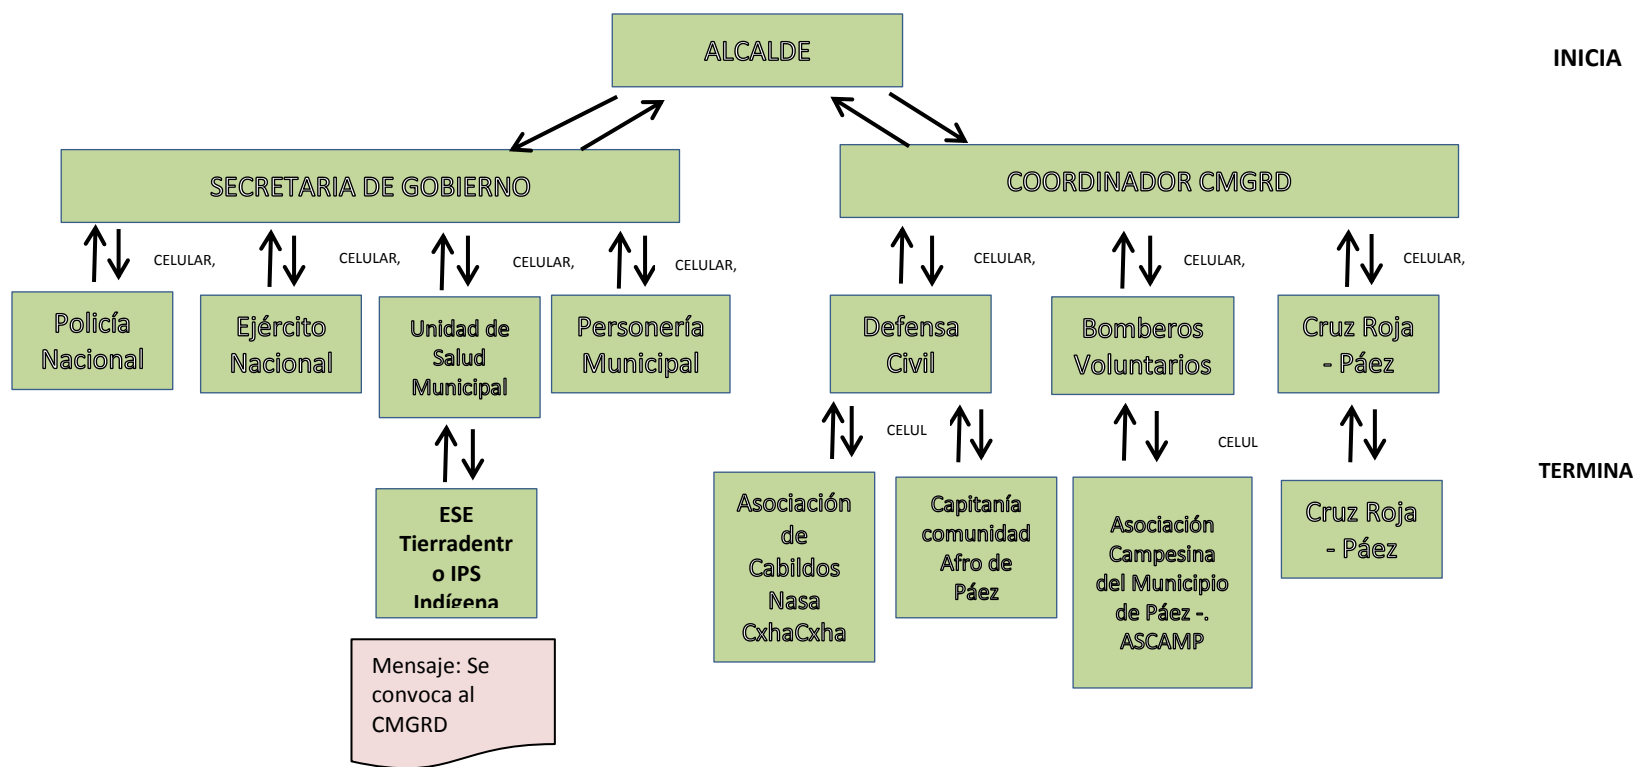 ALCALDE
INICIA
SECRETARIA DE GOBIERNO
COORDINADOR CMGRD
CELULAR,
CELULAR,
CELULAR,
CELULAR,
CELULAR,
CELULAR,
CELULAR,
Policía
Nacional
Ejército
Nacional
Unidad de
Salud
Municipal
Personería
Municipal
Defensa
Civil
Bomberos
Voluntarios
Cruz Roja
- Páez
CELUL
CELUL
TERMINA
ESE
Tierradentr
o IPS
Indígena
Asociación
de
Cabildos
Nasa
CxhaCxha
Capitanía
comunidad
Afro de
Páez
Asociación
Campesina
del Municipio
de Páez -.
ASCAMP
Cruz Roja
- Páez
Mensaje: Se
convoca al
CMGRD